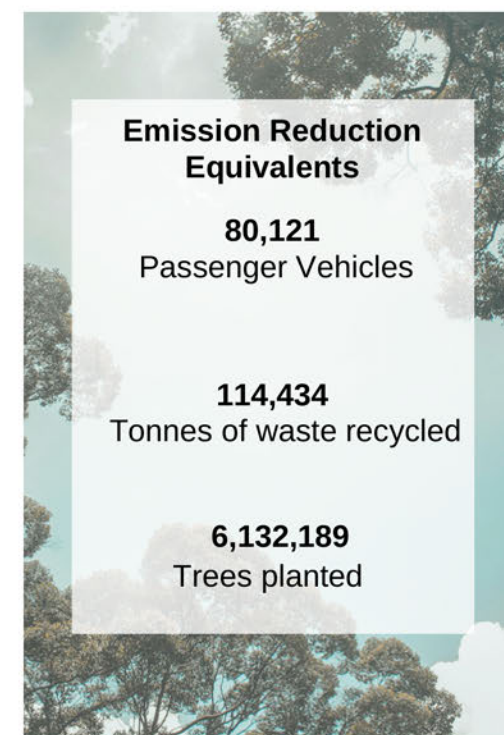 Emission Reduction
Equivalents
80,121
Passenger Vehicles
114,434
Tonnes of waste recycled
6,132,189
Trees planted